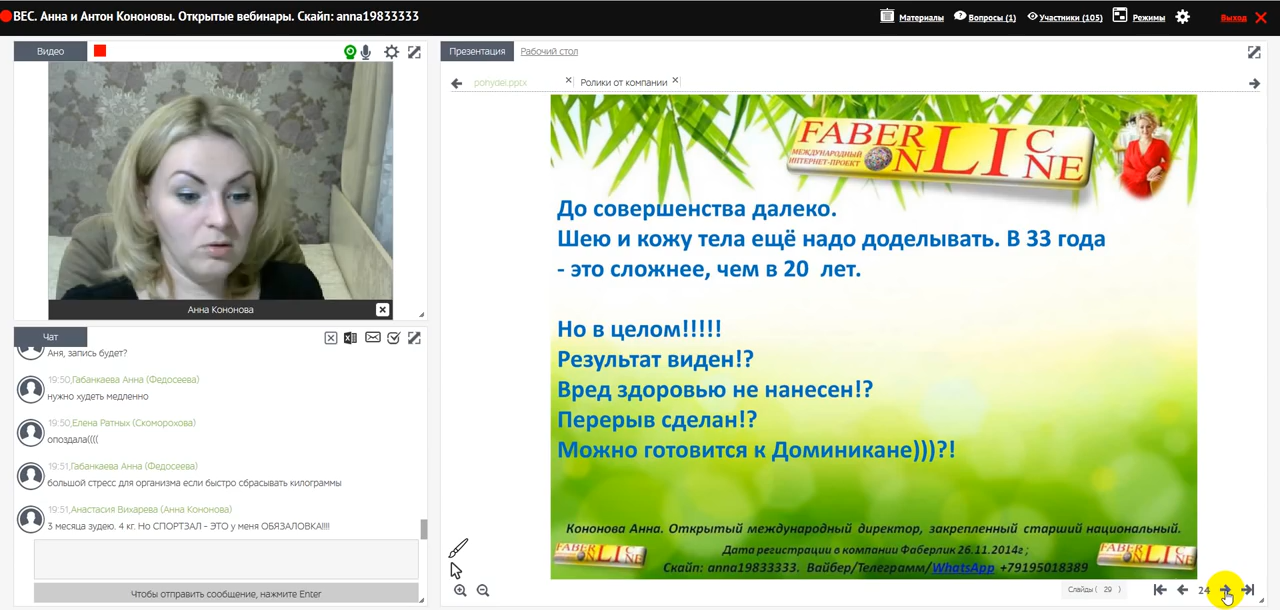 ВЕС. Анна и Антон Кононовы. Открытые вебинары. Скайп: anna19833333
Материалы
Вопросы (1)
Участники (105)
Режимы
Выход
Видео
Анна Кононова
Чат
Аня, запись будет?
19:50,Габанкаева Анна (Федосеева)
нужно худеть медленно
19:50,Елена Ратных (Скоморохова)
опоздала((((
19:51,Габанкаева Анна (Федосеева)
большой стресс для организма если быстро сбрасывать килограммы
19:51,Анастасия Вихарева (Анна Кононова)
3 месяца зудею. 4 кг. Но СПОРТЗАЛ - ЭТО у меня ОБЯЗАЛОВКА!!!!
Чтобы отправить сообщение, нажмите Enter
Презентация
Рабочий стол
pohydei.pptx
Ролики от компании
FABERLIC
МЕЖДУНАРОДНЫЙ
ИНТЕРНЕТ-ПРОЕКТ
ONLINE
До совершенства далеко.
Шею и кожу тела ещё надо доделывать. В 33 года
- это сложнее, чем в 20 лет.
Но в целом!!!!!
Результат виден!?
Вред здоровью не нанесен!?
Перерыв сделан!?
Можно готовится к Доминикане)))?!
Кононова Анна. Открытый международный директор, закрепленный старший национальный.
Дата регистрации в компании Фаберлик 26.11.2014г;
Скайп: anna19833333. Вайбер/Телеграмм/WhatsApp +79195018389
FABERLIC
ONLINE
FABERLIC
ONLINE
Слайды ( 29 )
24